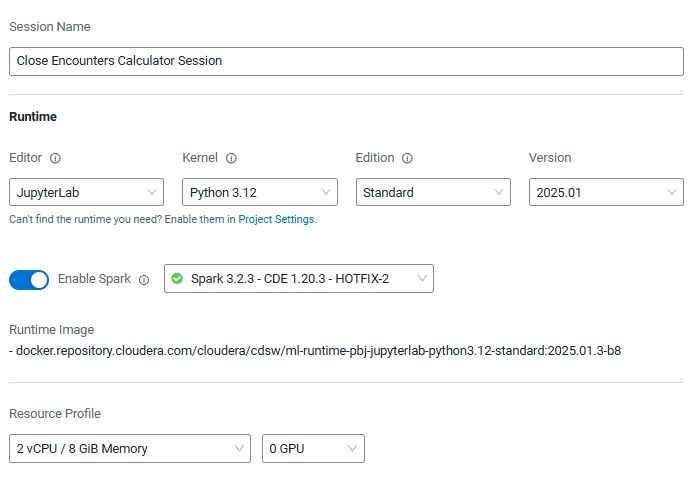 Session Name
Close Encounters Calculator Session
Runtime
Editor Kernel Edition Version
JupyterLab Python 3.12 Standard 2025.01
Can't find the runtime you need? Enable them in Project Settings.
Enable Spark Spark 3.2.3 - CDE 1.20.3 - HOTFIX-2
Runtime Image
- docker.repository.cloudera.com/cloudera/cdsw/ml-runtime-pbj-jupyterlab-python3.12-standard:2025.01.3-b8
Resource Profile
2 vCPU / 8 GiB Memory 0 GPU